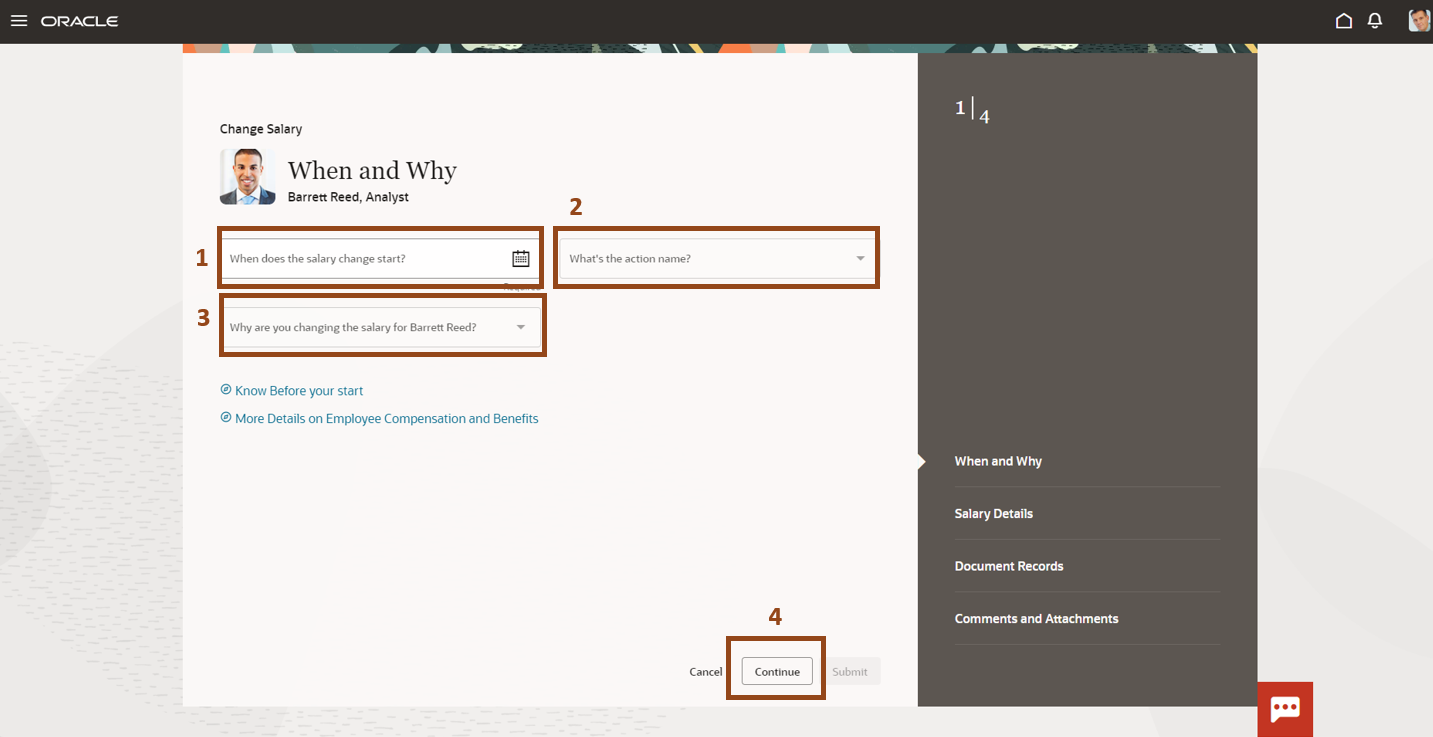 ORACLE
1 | 4
Change Salary
When and Why
Barrett Reed, Analyst
2
1
When does the salary change start?
What's the action name?
Required
3
Why are you changing the salary for Barrett Reed?
Know Before your start
More Details on Employee Compensation and Benefits
When and Why
Salary Details
Document Records
Comments and Attachments
4
Cancel
Continue
Submit